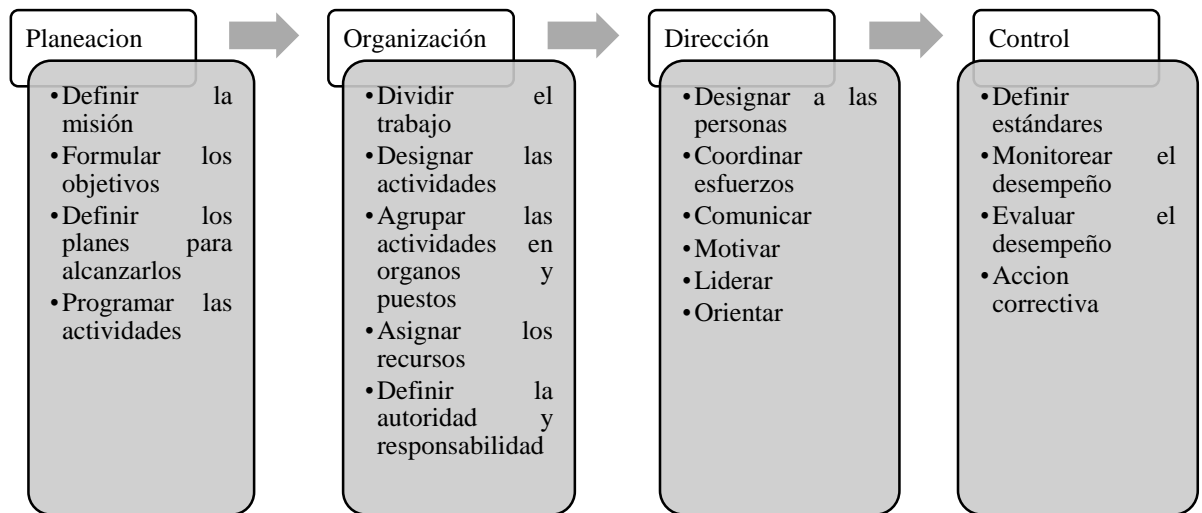 Planeacion
•Definir la
misión
•Formular los
objetivos
•Definir los
planes para
alcanzarlos
•Programar las
actividades
Organización
•Dividir el
trabajo
•Designar las
actividades
•Agrupar las
actividades en
organos y
puestos
•Asignar los
recursos
•Definir la
autoridad y
responsabilidad
Dirección
•Designar a las
personas
•Coordinar
esfuerzos
•Comunicar
•Motivar
•Liderar
•Orientar
Control
•Definir
estándares
•Monitorear el
desempeño
•Evaluar el
desempeño
•Accion
correctiva